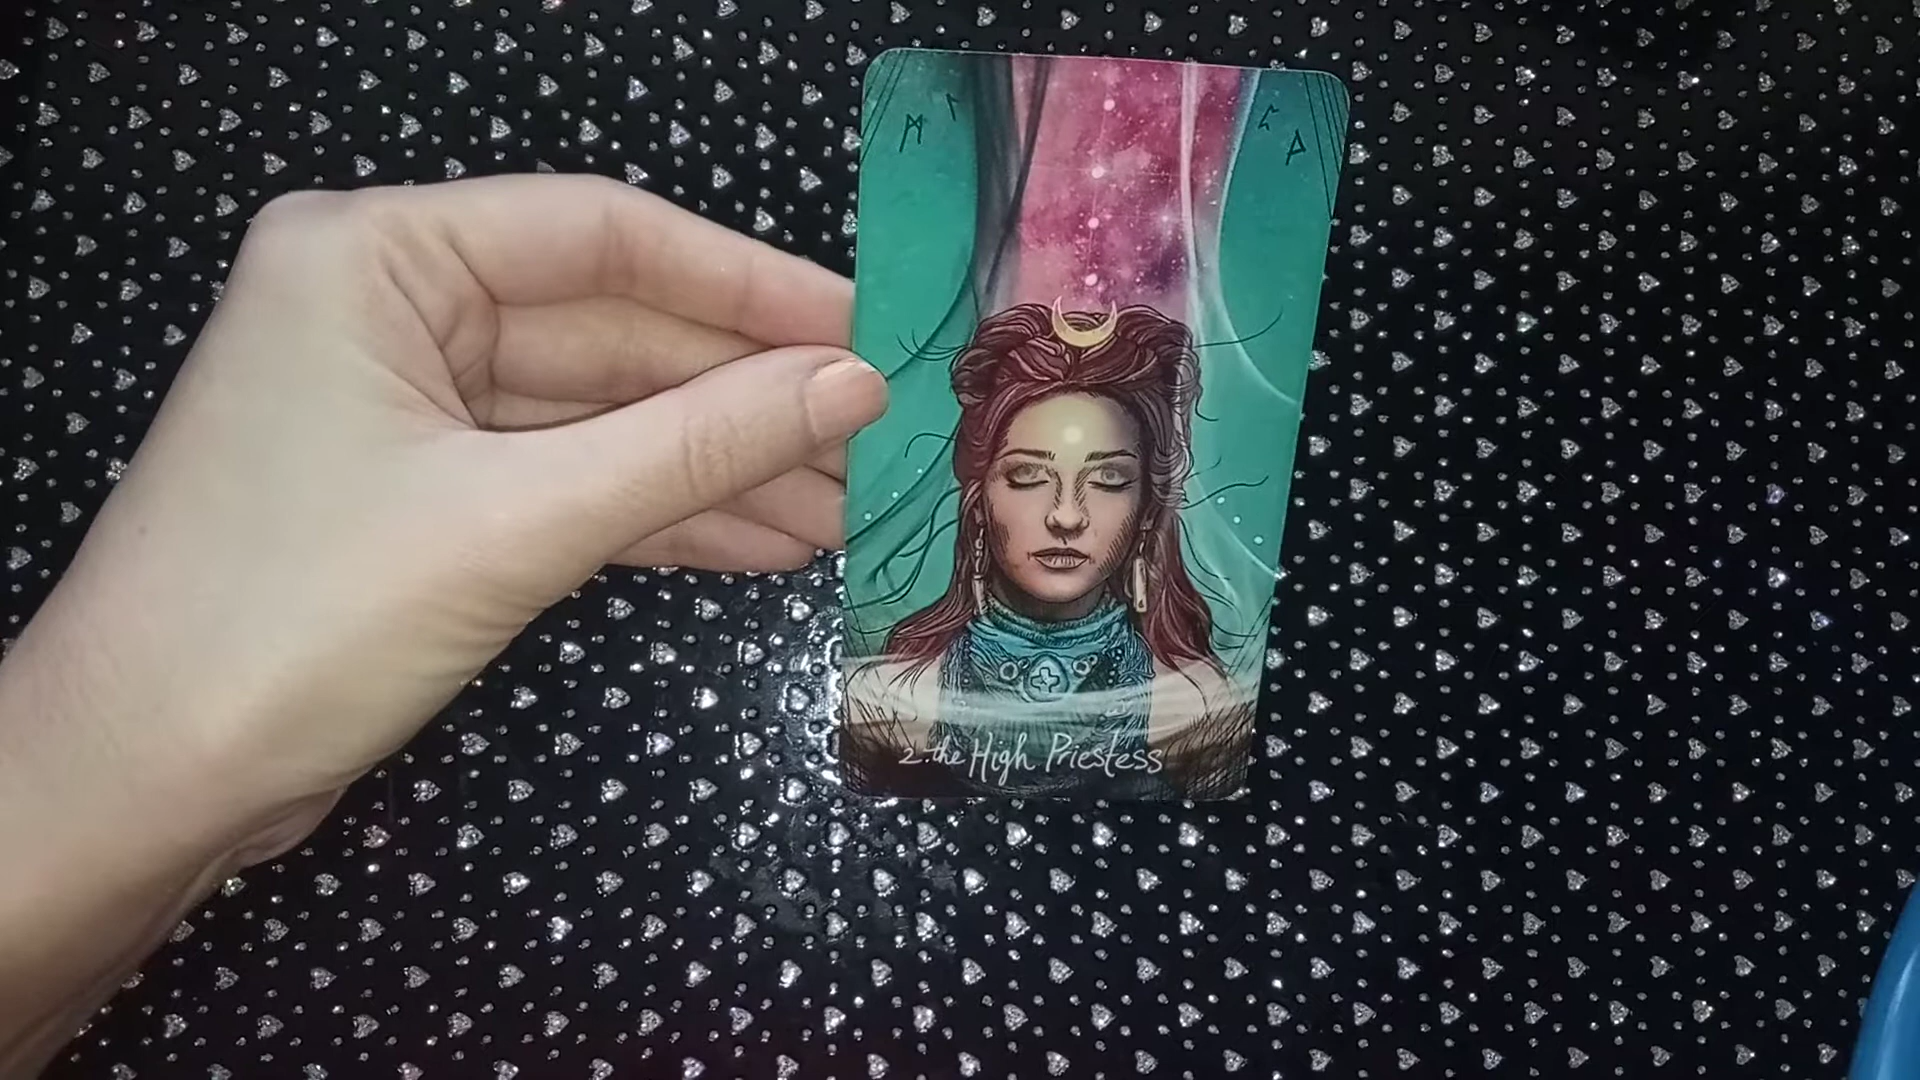 ᛗ ᛚ ᛈ ᚹ
2. the High Priestess